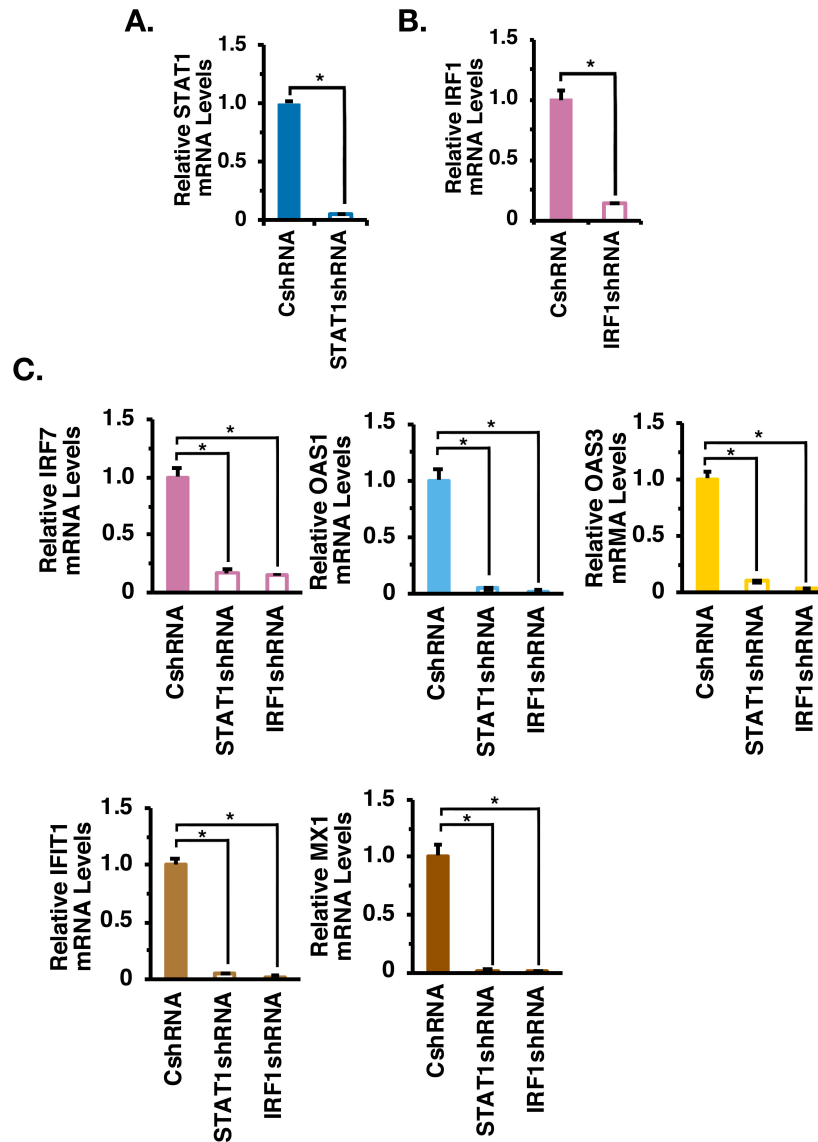 A.
Relative STAT1
mRNA Levels
1.5
1.0
0.5
0
*
CshRNA
STAT1shRNA
B.
Relative IRF1
mRNA Levels
1.5
1.0
0.5
0
*
CshRNA
IRF1shRNA
C.
Relative IRF7
mRNA Levels
1.5
1.0
0.5
0
*
*
CshRNA
STAT1shRNA
IRF1shRNA
Relative OAS1
mRNA Levels
1.5
1.0
0.5
0
*
*
CshRNA
STAT1shRNA
IRF1shRNA
Relative OAS3
mRMA Levels
1.5
1.0
0.5
0
*
*
CshRNA
STAT1shRNA
IRF1shRNA
Relative IFIT1
mRNA Levels
1.5
1.0
0.5
0
*
*
CshRNA
STAT1shRNA
IRF1shRNA
Relative MX1
mRNA Levels
1.5
1.0
0.5
0
*
*
CshRNA
STAT1shRNA
IRF1shRNA